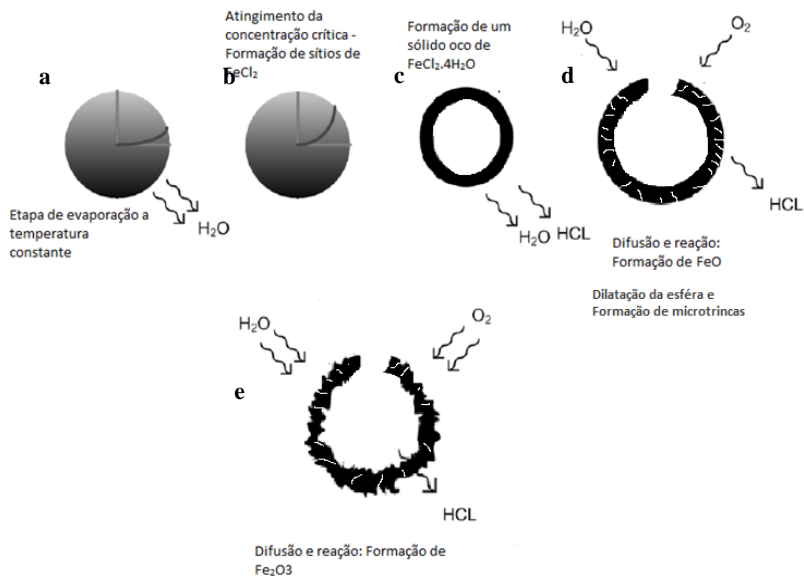 a
Etapa de evaporação a
temperatura
constante
H₂O
Atingimento da
concentração crítica -
Formação de sítios de
FeCl₂
b
Formação de um
sólido oco de
FeCl₂.4H₂O
c
H₂O HCL
H₂O
O₂
d
HCL
Difusão e reação:
Formação de FeO
Dilatação da esféra e
Formação de microtrincas
H₂O
O₂
e
HCL
Difusão e reação: Formação de
Fe₂O3